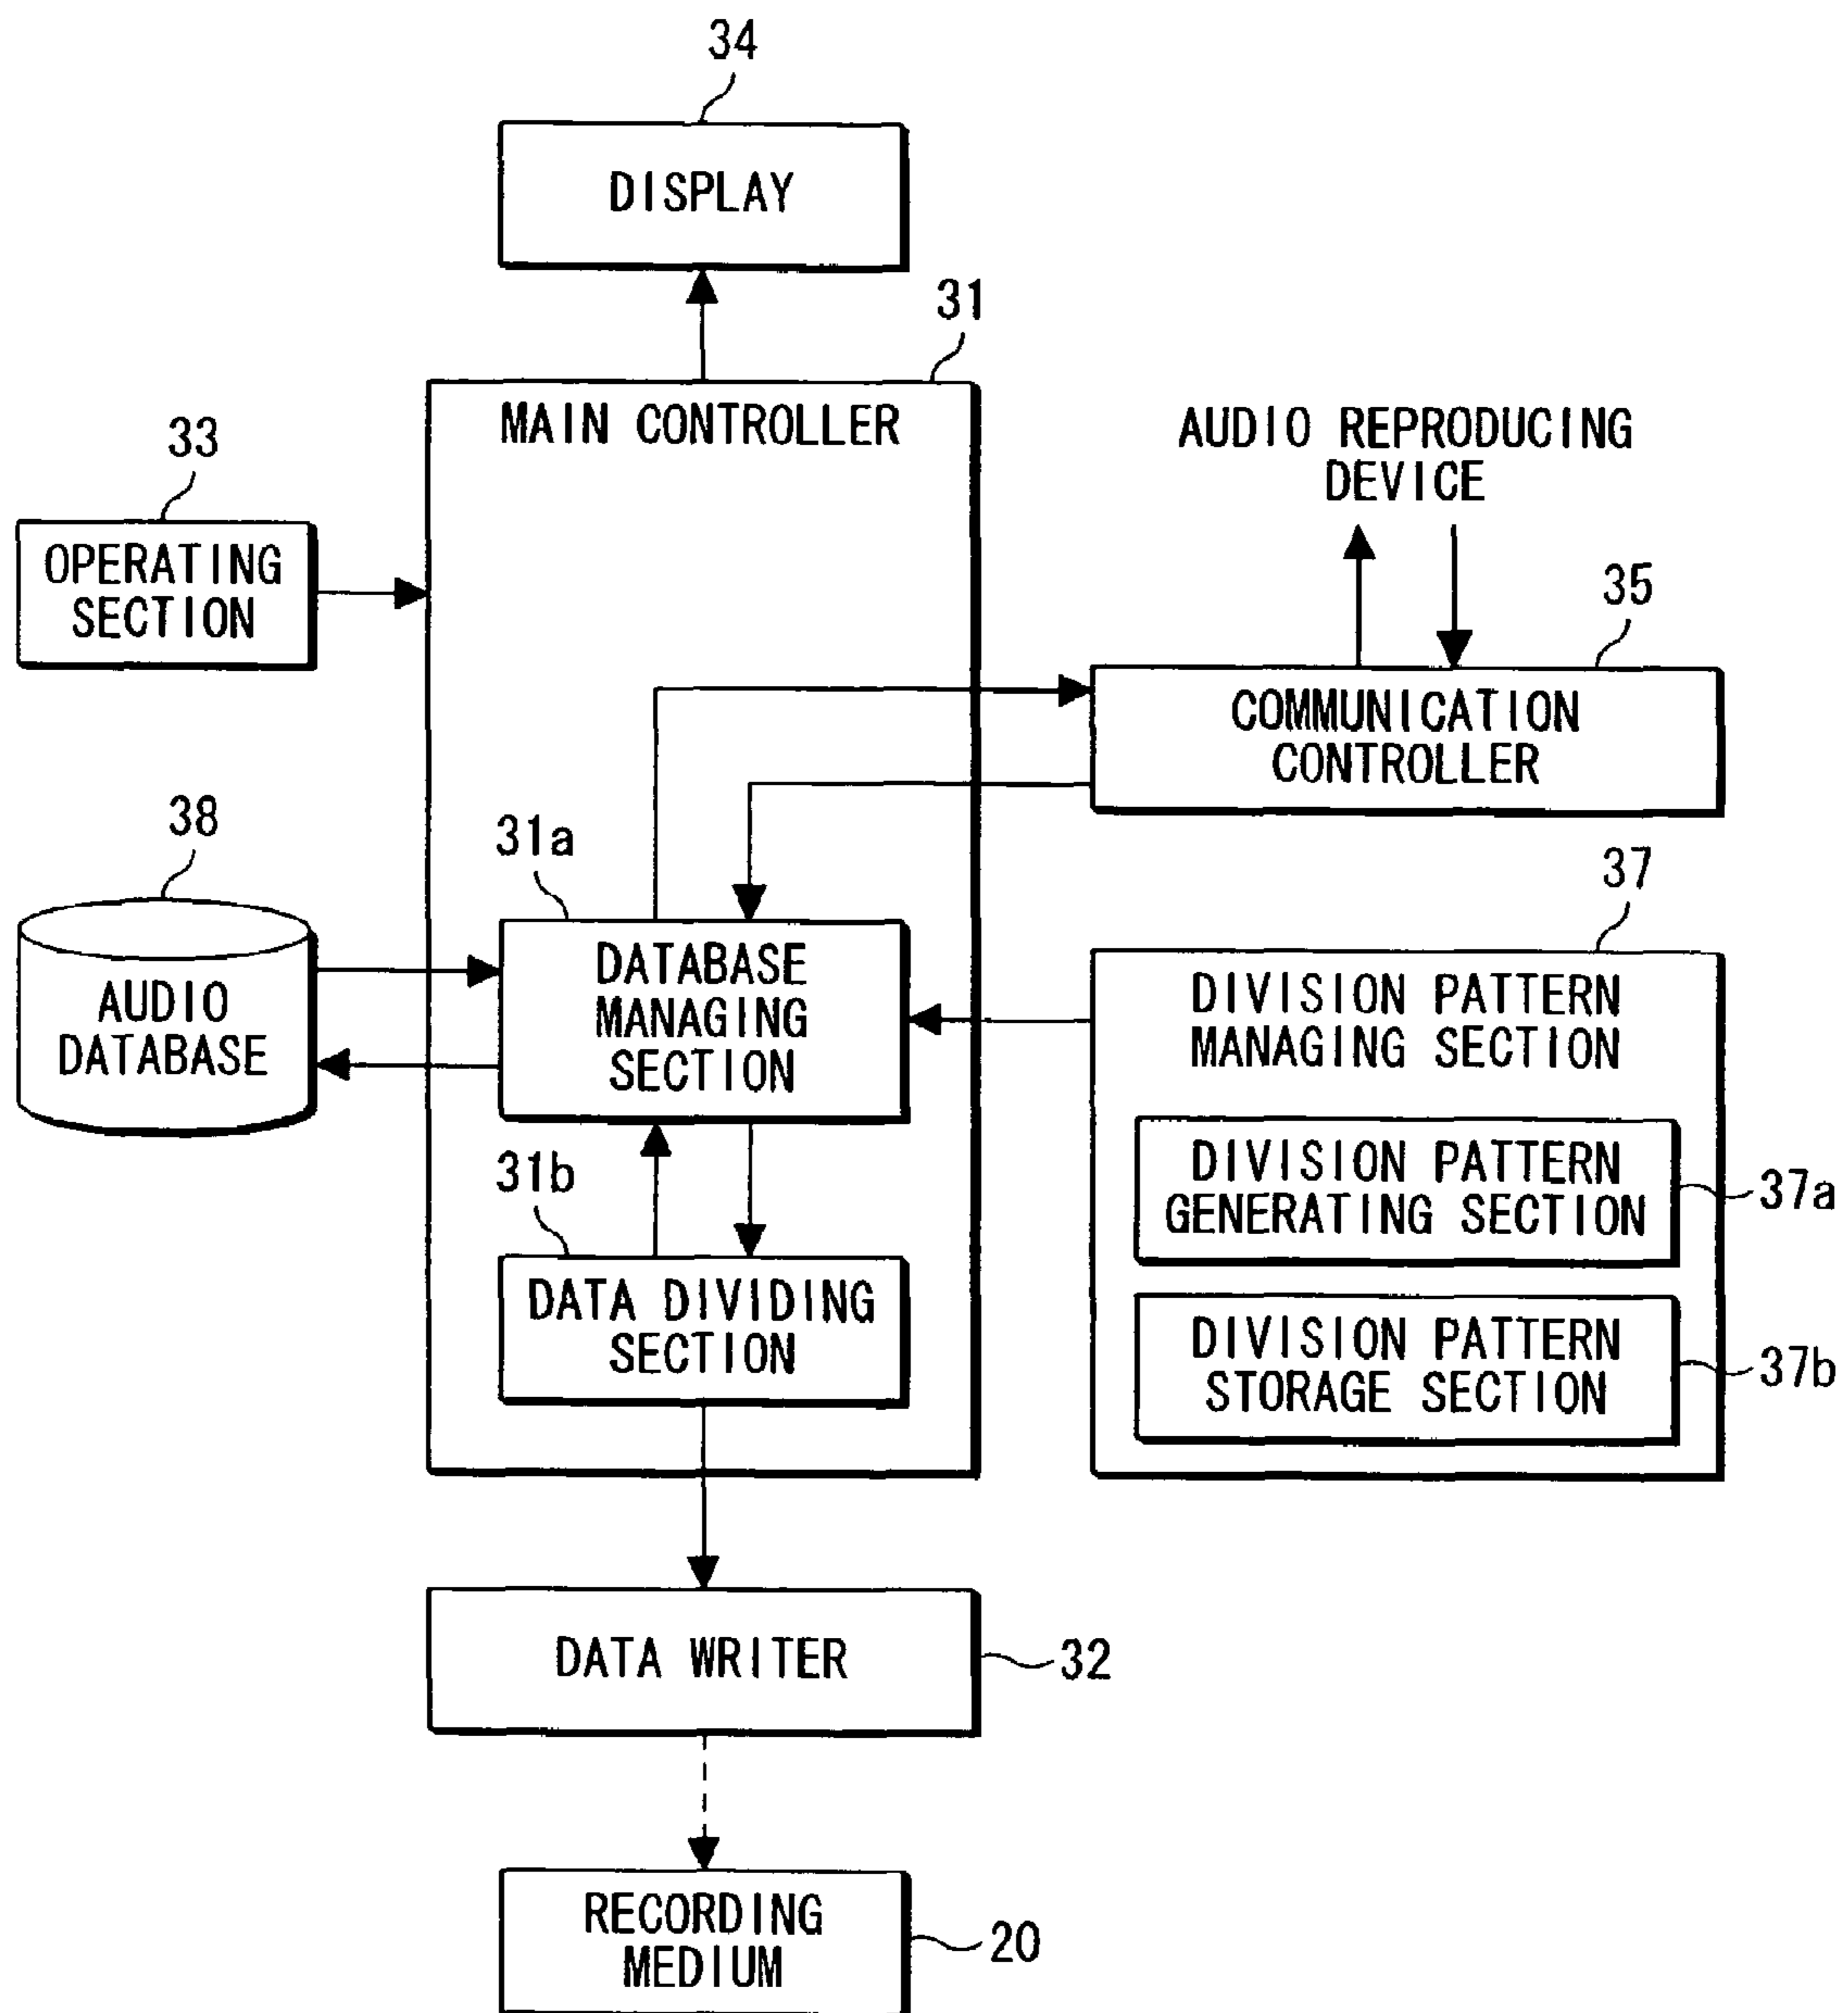 34
DISPLAY
31
MAIN CONTROLLER
33
OPERATING
SECTION
AUDIO REPRODUCING
DEVICE
35
COMMUNICATION
CONTROLLER
38
AUDIO
DATABASE
31a
DATABASE
MANAGING
SECTION
37
DIVISION PATTERN
MANAGING SECTION
DIVISION PATTERN
GENERATING SECTION
37a
31b
DATA DIVIDING
SECTION
DIVISION PATTERN
STORAGE SECTION
37b
DATA WRITER
32
RECORDING
MEDIUM
20